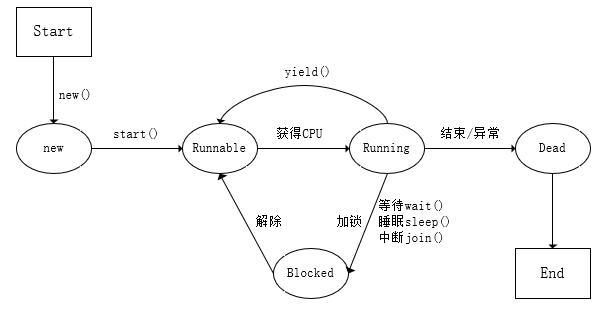 Start
new()
yield()
new
start()
Runnable
获得CPU
Running
结束/异常
Dead
解除
加锁
等待wait()
睡眠sleep()
中断join()
Blocked
End